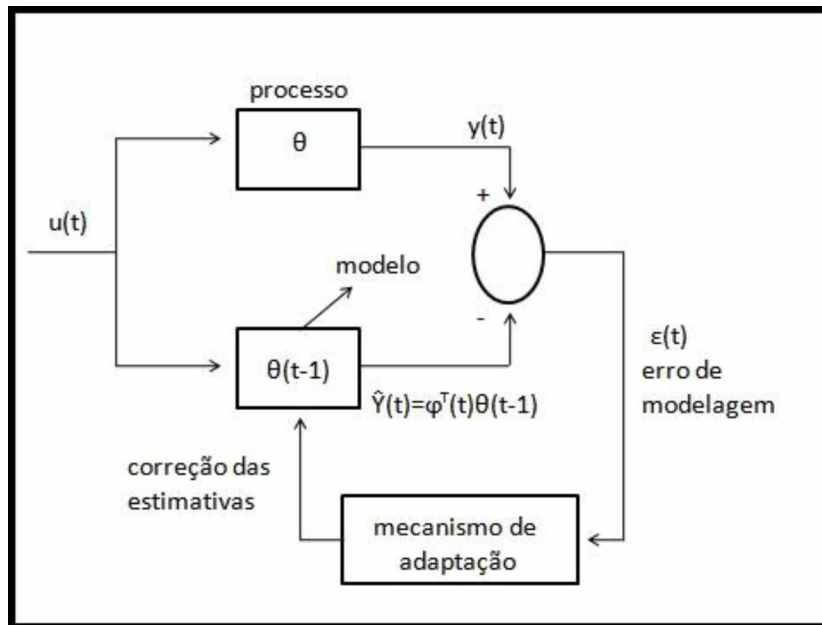 processo
θ
y(t)
+
u(t)
modelo
-
θ(t-1)
Ŷ(t)=φᵀ(t)θ(t-1)
ε(t)
erro de
modelagem
correção das
estimativas
mecanismo de
adaptação